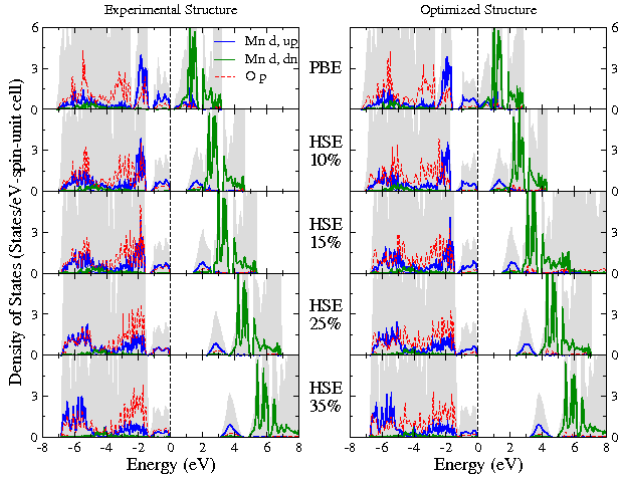 Experimental Structure
Optimized Structure
Density of States (States/eV-spin-unit cell)
Mn d, up
Mn d, dn
O p
PBE
HSE
10%
HSE
15%
HSE
25%
HSE
35%
6
3
0
6
3
0
3
0
3
0
3
0
3
0
3
0
3
0
3
0
3
0
-8 -6 -4 -2 0 2 4 6 8
-8 -6 -4 -2 0 2 4 6 8
Energy (eV)
Energy (eV)